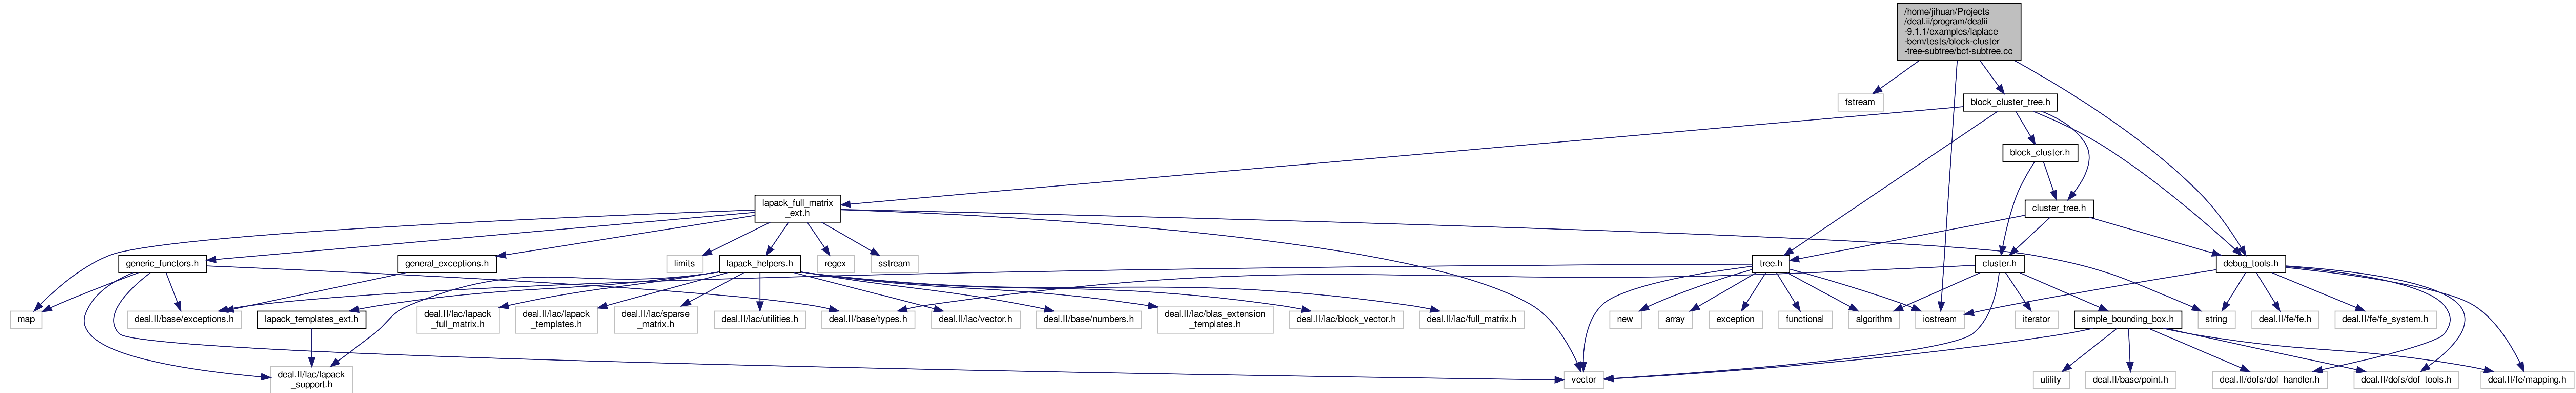 /home/jihuan/Projects
/deal.ii/program/dealii
-9.1.1/examples/laplace
-bem/tests/block-cluster
-tree-subtree/bct-subtree.cc
fstream
block_cluster_tree.h
block_cluster.h
lapack_full_matrix
_ext.h
cluster_tree.h
generic_functors.h
general_exceptions.h
limits
lapack_helpers.h
regex
sstream
tree.h
cluster.h
debug_tools.h
map
deal.II/base/exceptions.h
lapack_templates_ext.h
deal.II/lac/lapack
_full_matrix.h
deal.II/lac/lapack
_templates.h
deal.II/lac/sparse
_matrix.h
deal.II/lac/utilities.h
deal.II/base/types.h
deal.II/lac/vector.h
deal.II/base/numbers.h
deal.II/lac/blas_extension
_templates.h
deal.II/lac/block_vector.h
deal.II/lac/full_matrix.h
new
array
exception
functional
algorithm
iostream
iterator
simple_bounding_box.h
string
deal.II/fe/fe.h
deal.II/fe/fe_system.h
deal.II/lac/lapack
_support.h
vector
utility
deal.II/base/point.h
deal.II/dofs/dof_handler.h
deal.II/dofs/dof_tools.h
deal.II/fe/mapping.h